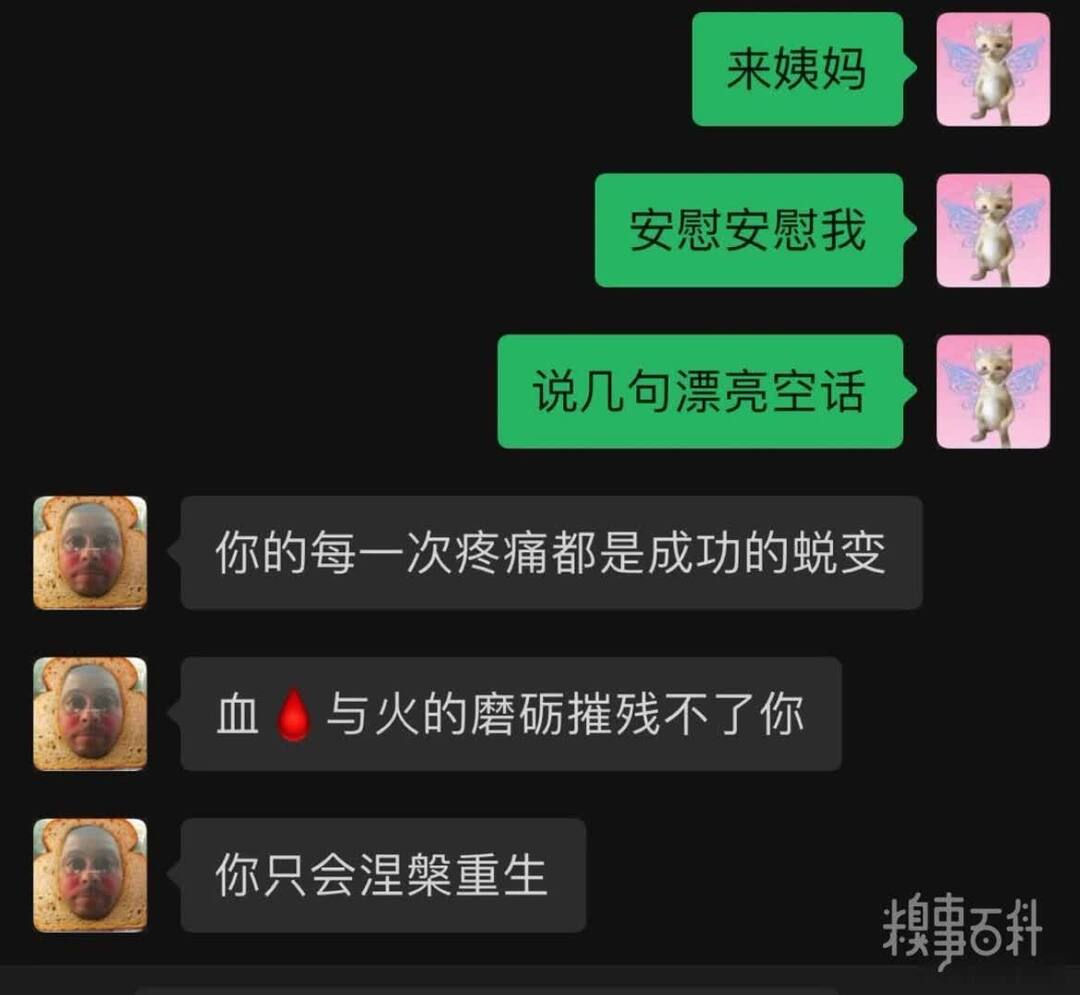 来姨妈
安慰安慰我
说几句漂亮空话
你的每一次疼痛都是成功的蜕变
血🩸与火的磨砺摧残不了你
你只会涅槃重生
糗事百科